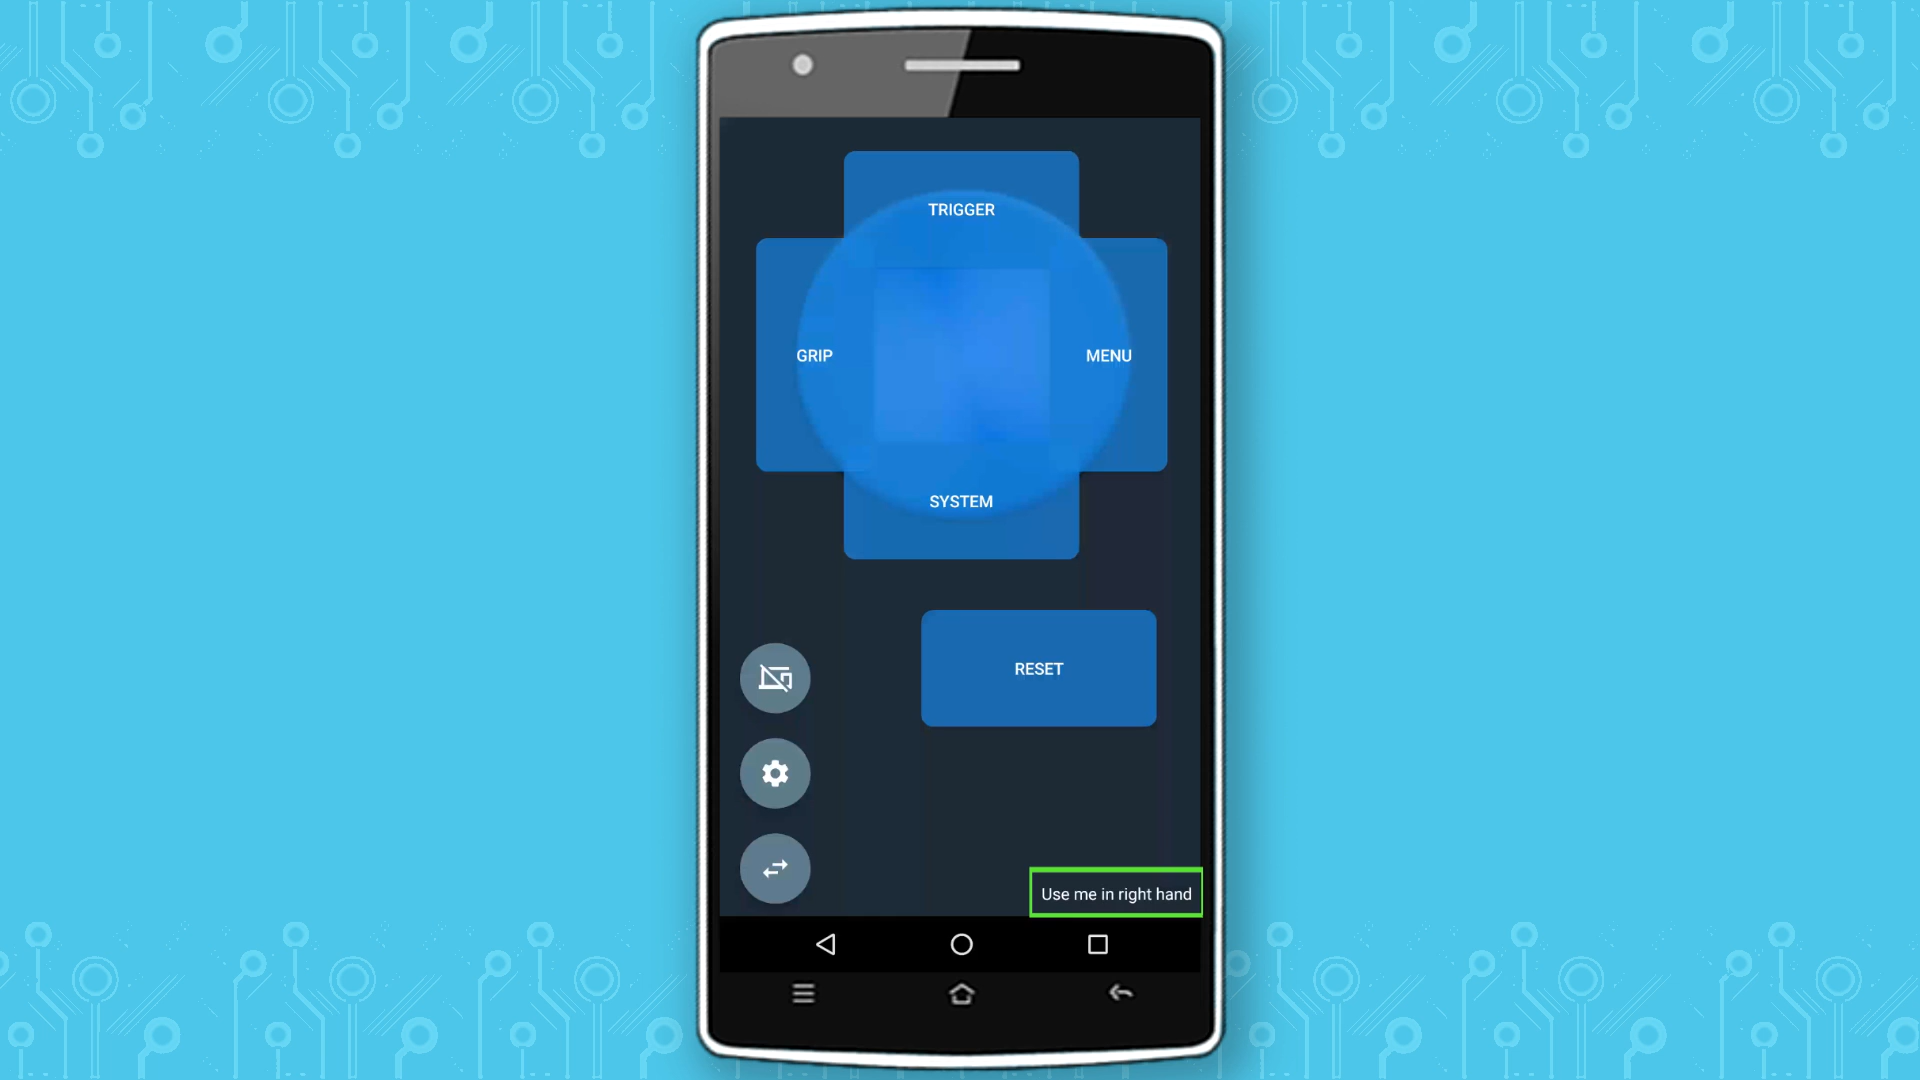 TRIGGER
GRIP
MENU
SYSTEM
RESET
Use me in right hand